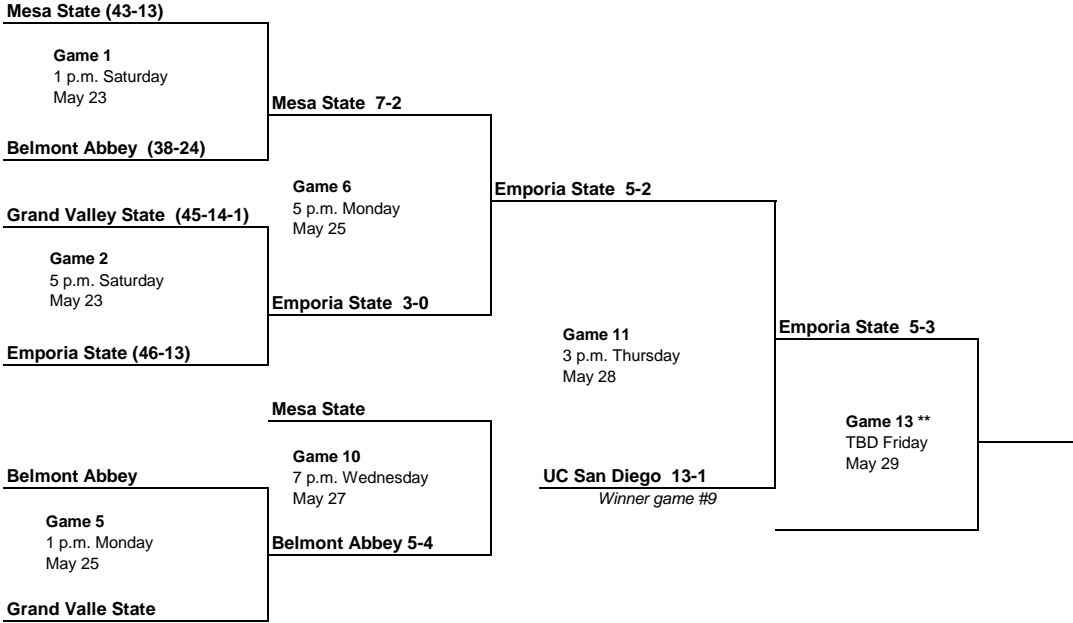 Mesa State (43-13)
Game 1
1 p.m. Saturday
May 23
Mesa State  7-2
Belmont Abbey  (38-24)
Game 6
5 p.m. Monday
May 25
Emporia State  5-2
Grand Valley State  (45-14-1)
Game 2
5 p.m. Saturday
May 23
Emporia State  3-0
Emporia State (46-13)
Game 11
3 p.m. Thursday
May 28
Emporia State  5-3
Mesa State
Game 13 **
TBD Friday
May 29
Game 10
7 p.m. Wednesday
May 27
Belmont Abbey
UC San Diego  13-1
Winner game #9
Game 5
1 p.m. Monday
May 25
Belmont Abbey 5-4
Grand Valle State